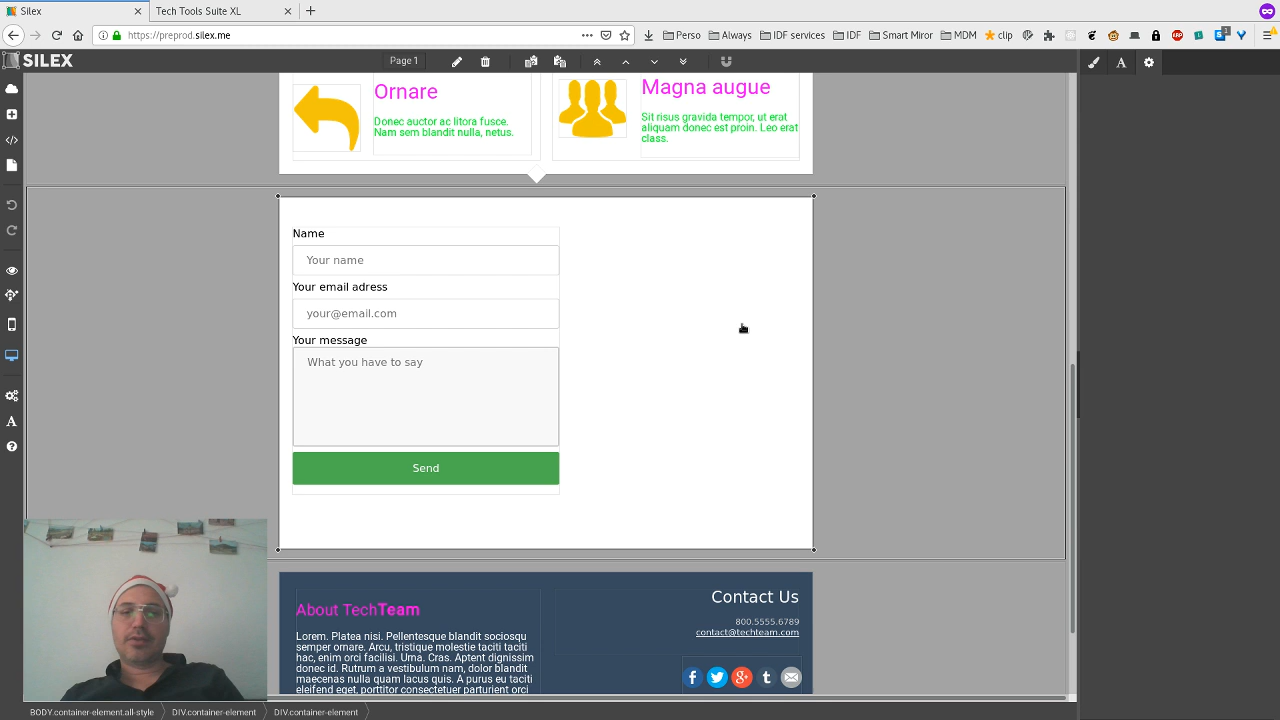 Silex
Tech Tools Suite XL
https://preprod.silex.me
Perso
Always
IDF services
IDF
Smart Miror
MDM
clip
SILEX
Page 1
Ornare
Donec auctor ac litora fusce.
Nam sem blandit nulla, netus.
Magna augue
Sit risus gravida tempor, ut erat
aliquam donec est proin. Leo erat
class.
Name
Your name
Your email adress
your@email.com
Your message
What you have to say
Send
About TechTeam
Lorem. Platea nisi. Pellentesque blandit sociosqu
semper ornare. Arcu, tristique molestie taciti taciti
hac, enim orci facilisi. Urna. Cras. Aptent dignissim
donec id. Rutrum a vestibulum nam, dolor blandit
maecenas nulla quam lacus quis. A purus eu taciti
eleifend eget, porttitor consectetuer parturient orci
Contact Us
800.5555.6789
contact@techteam.com
BODY.container-element.all-style
DIV.container-element
DIV.container-element